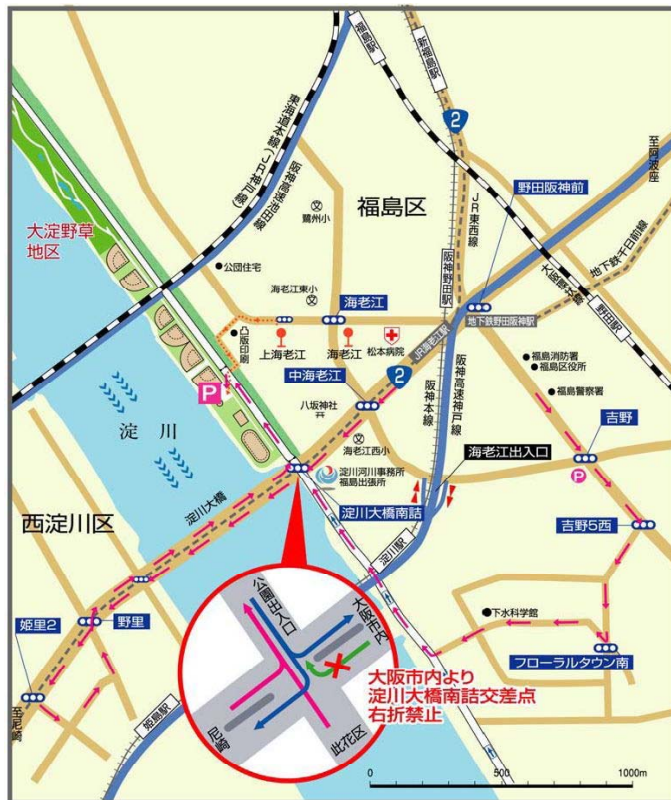 福島駅
新福島駅
2
東海道本線(JR神戸線)
阪神高速池田線
至阿波座
野田阪神前
JR東西線
福島区
鷺州小
文
大淀野草
地区
公団住宅
阪神野田駅
大阪環状線
地下鉄千日前線
海老江東小
文
海老江
地下鉄野田阪神駅
野田駅
凸版印刷
上海老江
海老江
松本病院
JR海老江駅
福島消防署
福島区役所
中海老江
2
福島警察署
P
八坂神社
阪神本線
阪神高速神戸線
吉野
淀川
文
海老江西小
海老江出入口
P
淀川河川事務所
福島出張所
淀川大橋
淀川大橋南詰
吉野5西
西淀川区
淀川駅
公園出入口
大阪市内
下水科学館
姫里2
野里
フローラルタウン南
大阪市内より
淀川大橋南詰交差点
右折禁止
至尼崎
姫島駅
尼崎
此花区
0
500
1000m